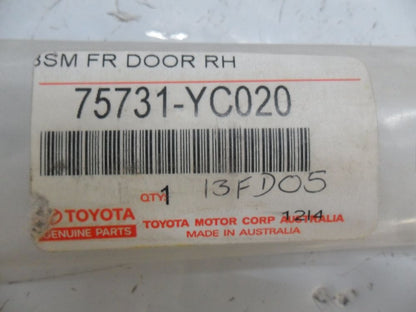 BSM FR DOOR RH
75731-YC020
QTY: 1 13FD05
TOYOTA
GENUINE PARTS
TOYOTA MOTOR CORP AUSTRALIA
1214
MADE IN AUSTRALIA